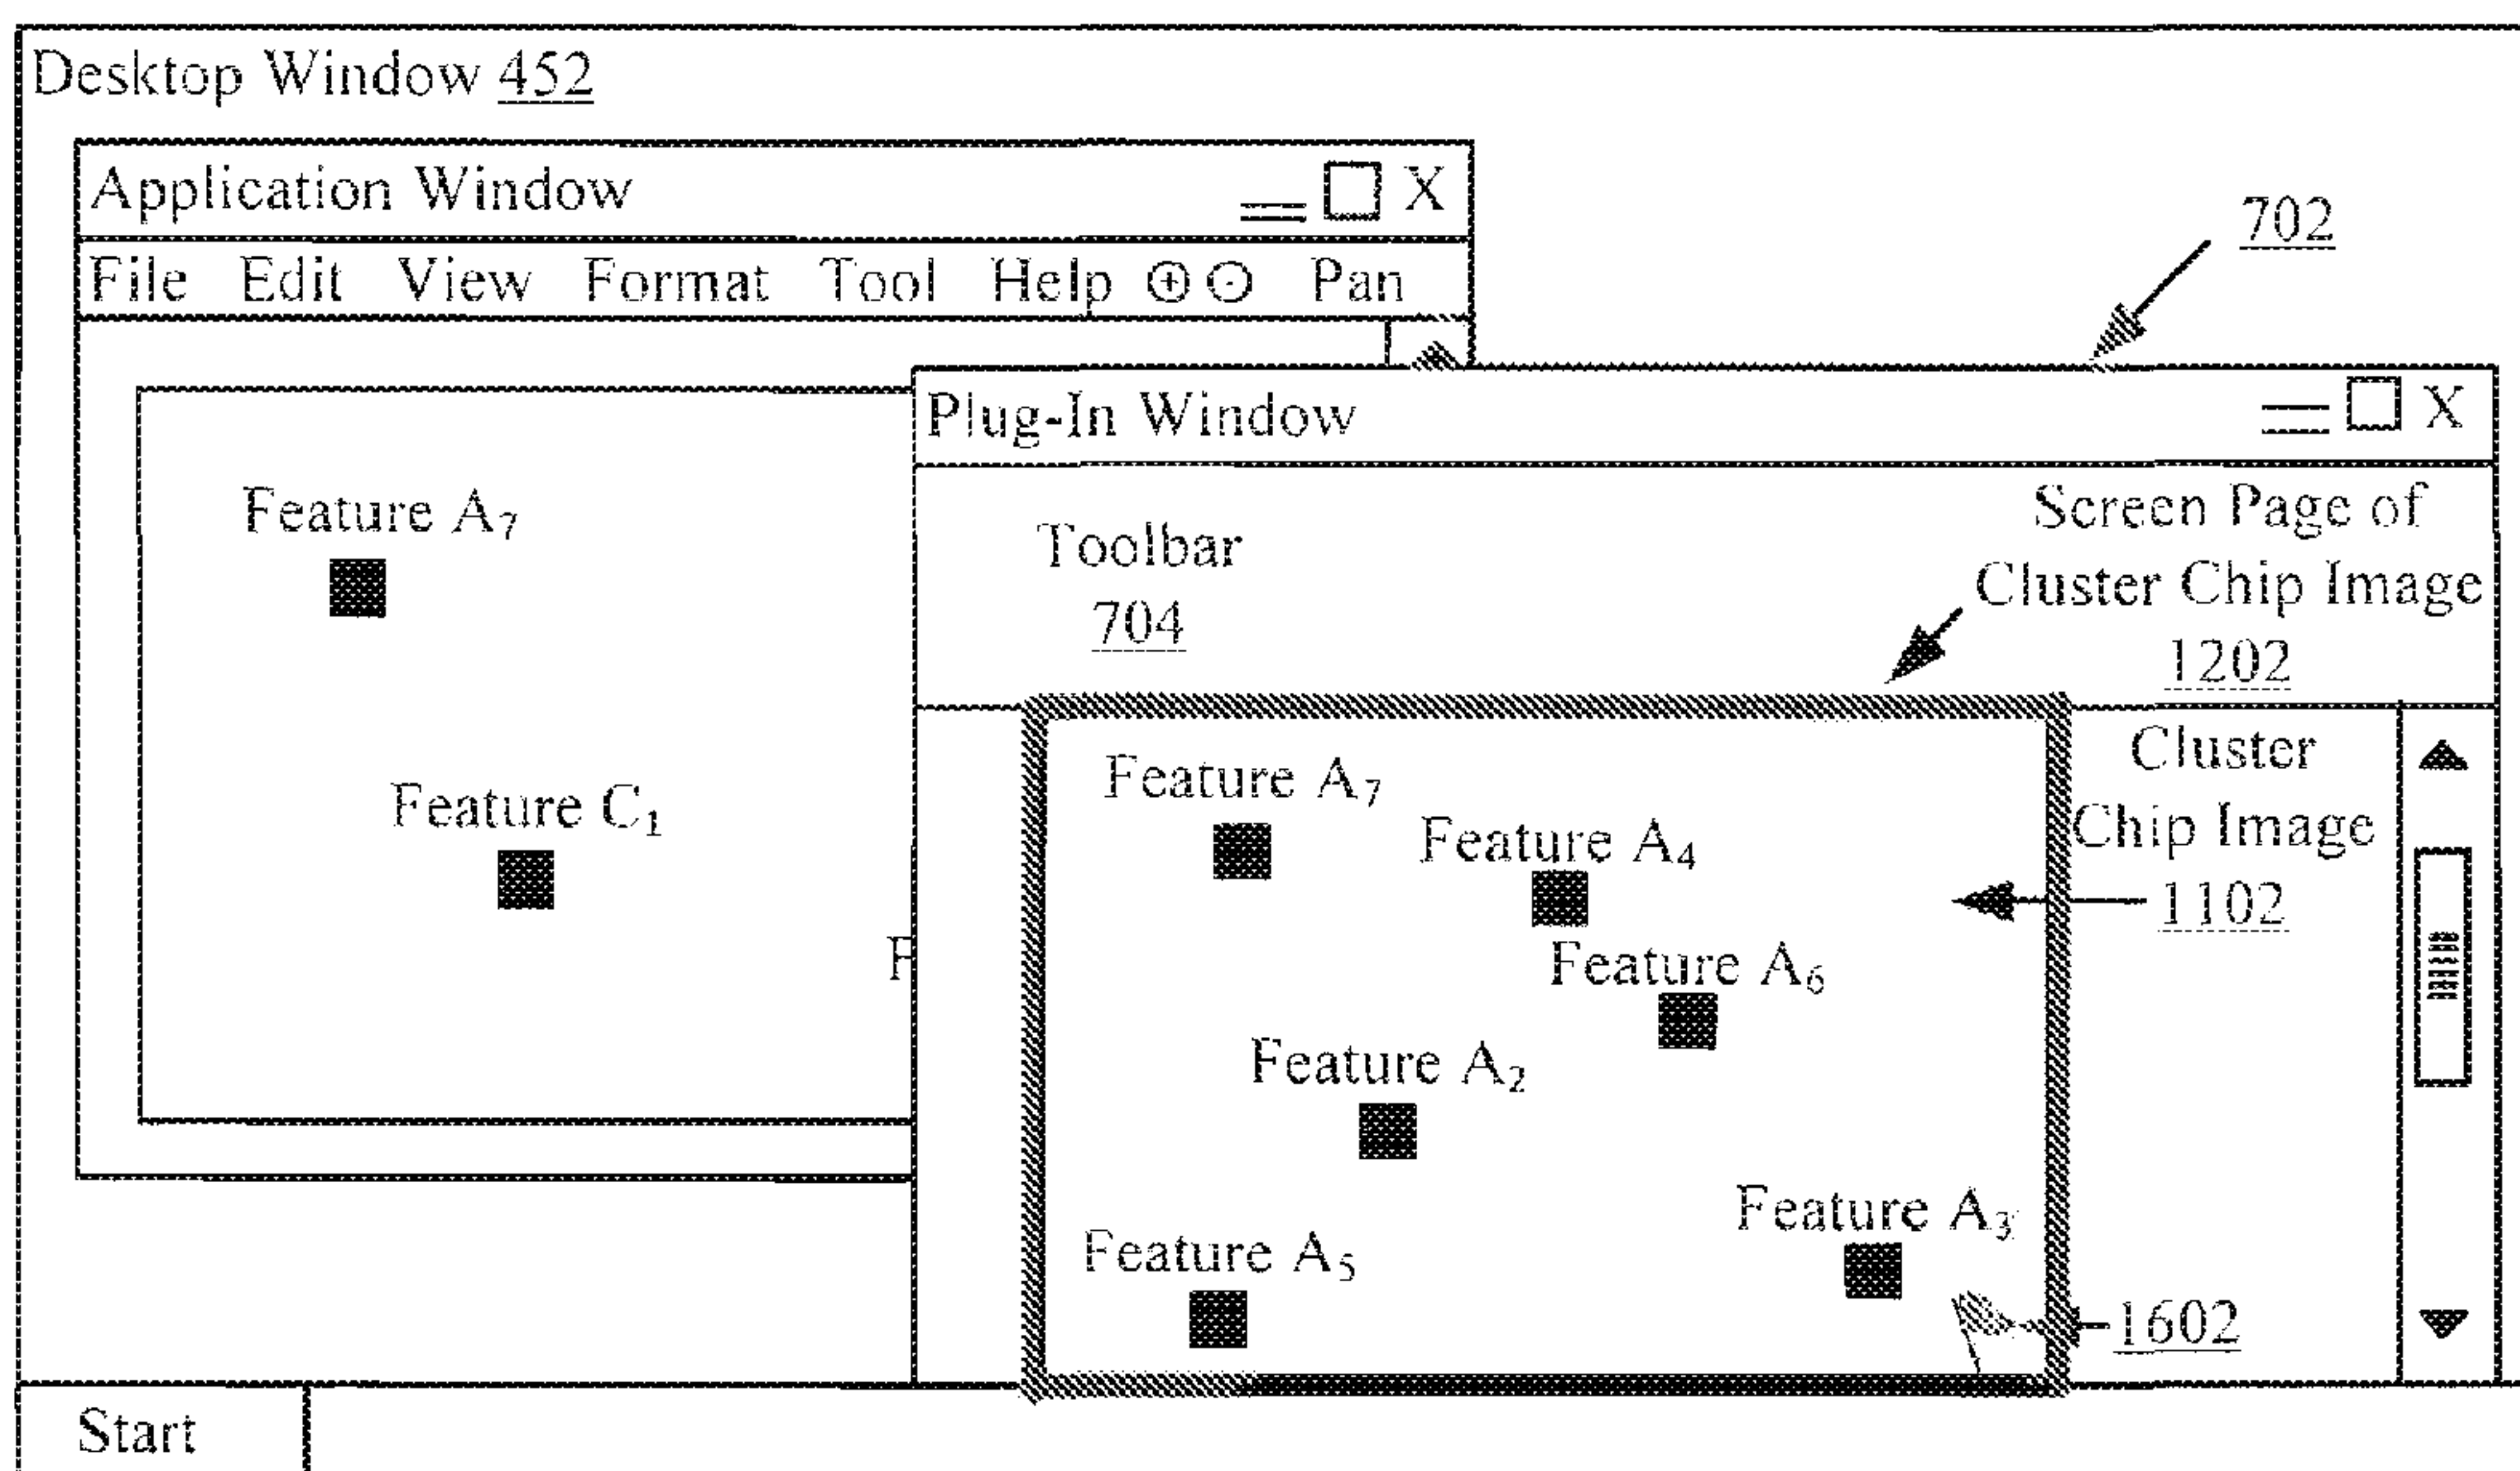 Desktop Window 452
Application Window X
File Edit View Format Tool Help + - Pan
702
Plug-In Window X
Feature A7
Toolbar
704
Screen Page of
Cluster Chip Image
1202
Feature C1
F
Feature A7
Feature A4
Feature A6
Feature A2
Feature A3
Feature A5
Cluster
Chip Image
1102
1602
Start